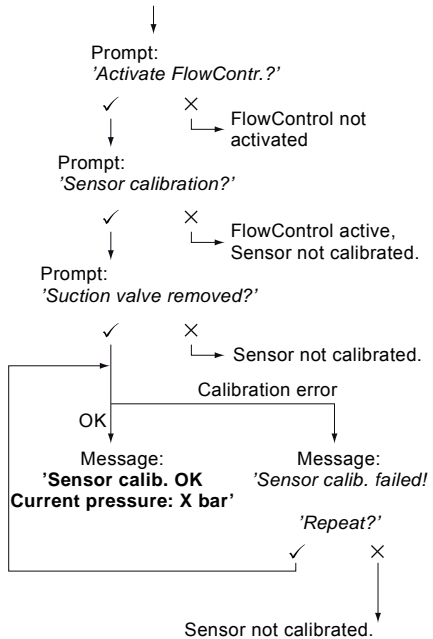 Prompt:
'Activate FlowContr.?'
✓ ✕
FlowControl not
activated
Prompt:
'Sensor calibration?'
✓ ✕
FlowControl active,
Sensor not calibrated.
Prompt:
'Suction valve removed?'
✓ ✕
Sensor not calibrated.
Calibration error
OK
Message:
'Sensor calib. OK
Current pressure: X bar'
Message:
'Sensor calib. failed!
'Repeat?'
✓ ✕
Sensor not calibrated.